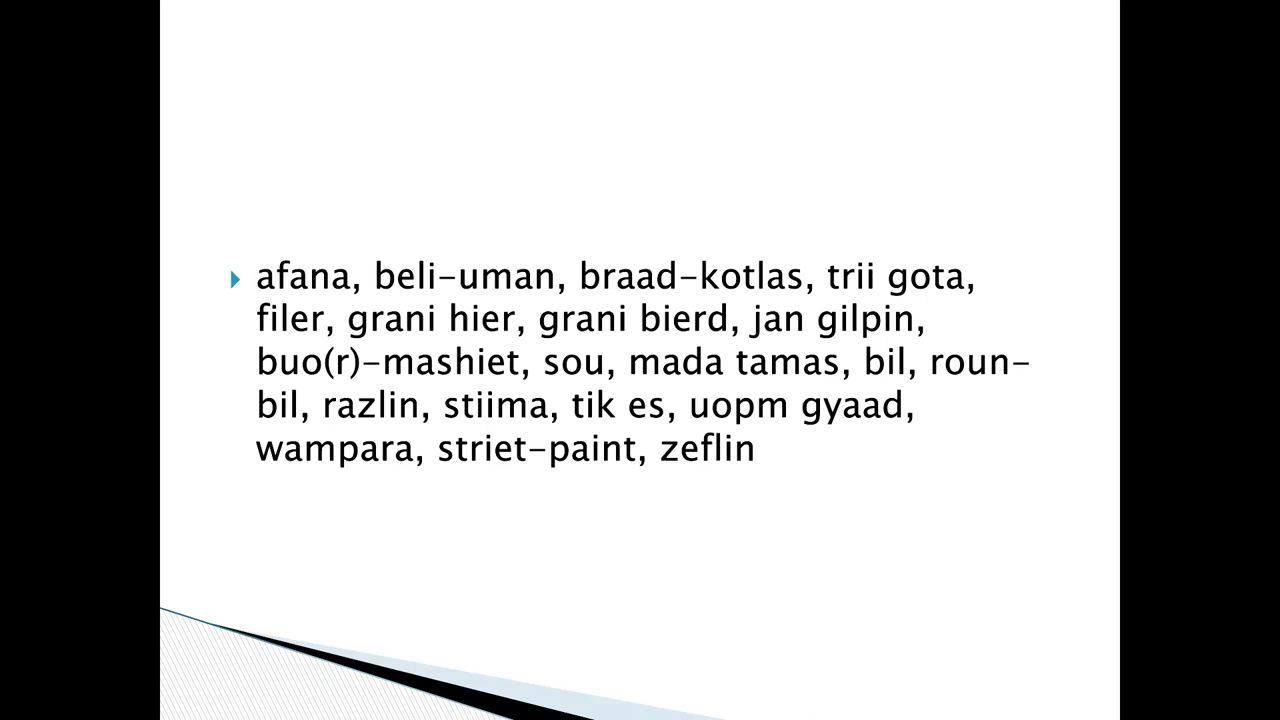 afana, beli-uman, braad-kotlas, trii gota,
filer, grani hier, grani bierd, jan gilpin,
buo(r)-mashiet, sou, mada tamas, bil, roun-
bil, razlin, stiima, tik es, uopm gyaad,
wampara, striet-paint, zeflin